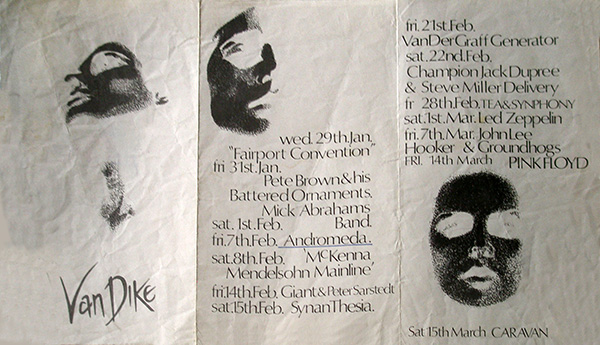 Van Dike
wed. 29th.Jan.
"Fairport Convention"
fri 31st.Jan.
Pete Brown & his
Battered Ornaments.
Mick Abrahams
sat. 1st.Feb. Band.
fri.7th.Feb. Andromeda.
sat.8th.Feb. 'McKenna
Mendelsohn Mainline'
fri.14th.Feb. Giant & Peter Sarstedt
sat.15th.Feb. SynanThesia.
fri.21st.Feb.
VanDerGraff Generator
sat.22nd.Feb.
Champion Jack Dupree
& Steve Miller Delivery
fr 28th.Feb. TEA & SYNPHONY
sat.1st.Mar. Led Zeppelin
fri.7th.Mar. John Lee
Hooker & Groundhogs
FRI. 14th March PINK FLOYD
Sat 15th March CARAVAN